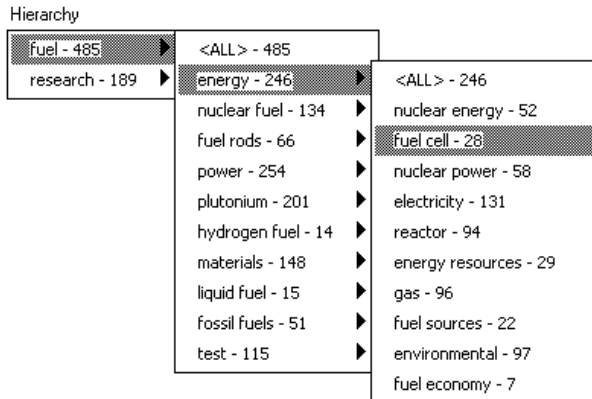 Hierarchy
fuel - 485
research - 189
<ALL> - 485
energy - 246
nuclear fuel - 134
fuel rods - 66
power - 254
plutonium - 201
hydrogen fuel - 14
materials - 148
liquid fuel - 15
fossil fuels - 51
test - 115
<ALL> - 246
nuclear energy - 52
fuel cell - 28
nuclear power - 58
electricity - 131
reactor - 94
energy resources - 29
gas - 96
fuel sources - 22
environmental - 97
fuel economy - 7